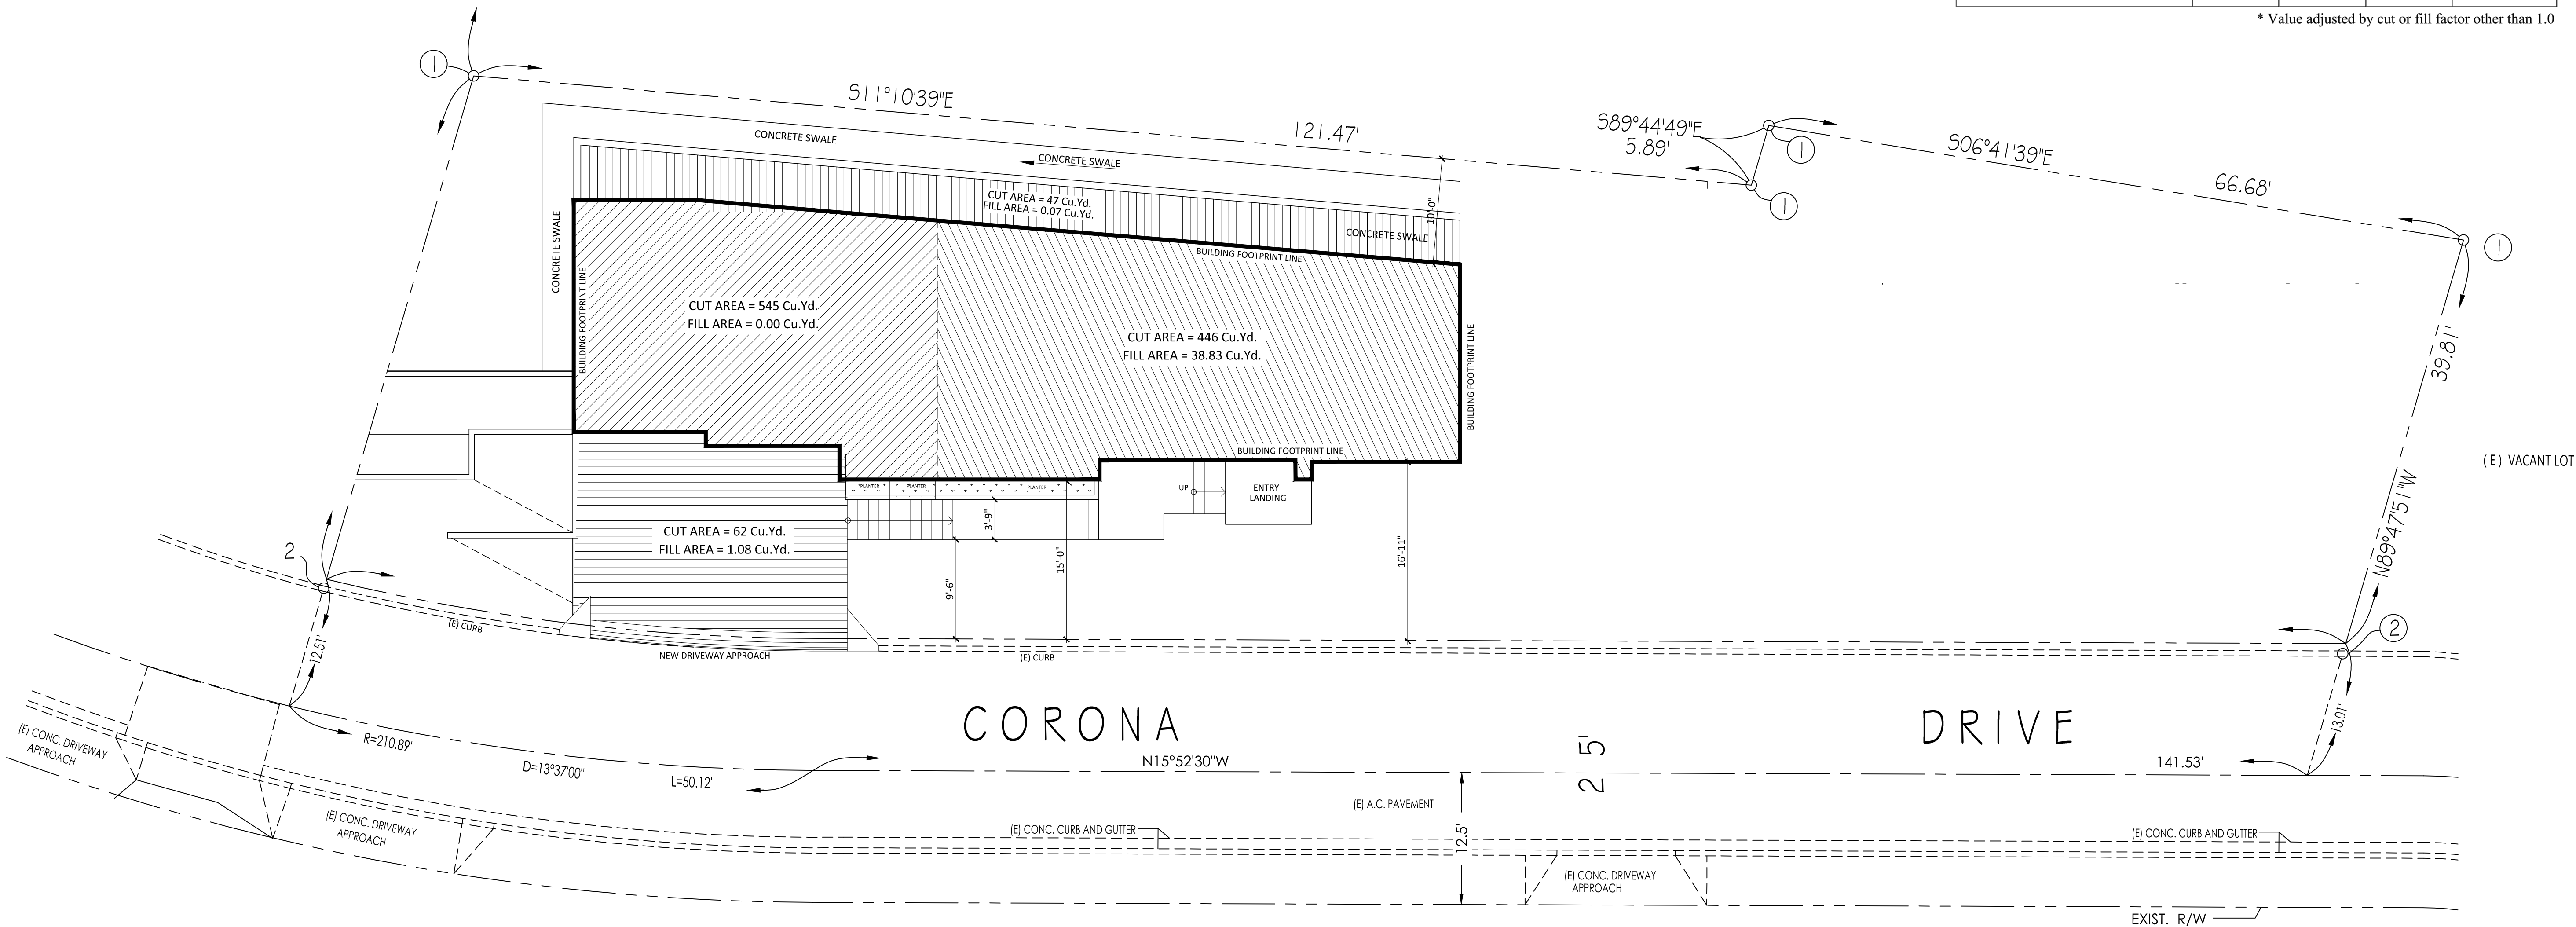 * Value adjusted by cut or fill factor other than 1.0
1
S11°10'39"E
121.47'
S89°44'49"E
5.89'
1
1
S06°41'39"E
66.68'
1
CONCRETE SWALE
CONCRETE SWALE
CUT AREA = 47 Cu.Yd.
FILL AREA = 0.07 Cu.Yd.
10'-0"
CONCRETE SWALE
CONCRETE SWALE
BUILDING FOOTPRINT LINE
BUILDING FOOTPRINT LINE
CUT AREA = 545 Cu.Yd.
FILL AREA = 0.00 Cu.Yd.
CUT AREA = 446 Cu.Yd.
FILL AREA = 38.83 Cu.Yd.
BUILDING FOOTPRINT LINE
39.81'
N89°47'51"W
(E) VACANT LOT
BUILDING FOOTPRINT LINE
PLANTER
PLANTER
PLANTER
UP
ENTRY
LANDING
CUT AREA = 62 Cu.Yd.
FILL AREA = 1.08 Cu.Yd.
3'-9"
9'-6"
15'-0"
16'-11"
2
2
(E) CURB
NEW DRIVEWAY APPROACH
(E) CURB
12.51'
13.01'
CORONA DRIVE
25'
R=210.89'
D=13°37'00"
L=50.12'
N15°52'30"W
141.53'
(E) CONC. DRIVEWAY
APPROACH
(E) CONC. DRIVEWAY
APPROACH
(E) CONC. CURB AND GUTTER
(E) A.C. PAVEMENT
12.5'
(E) CONC. CURB AND GUTTER
(E) CONC. DRIVEWAY
APPROACH
EXIST. R/W